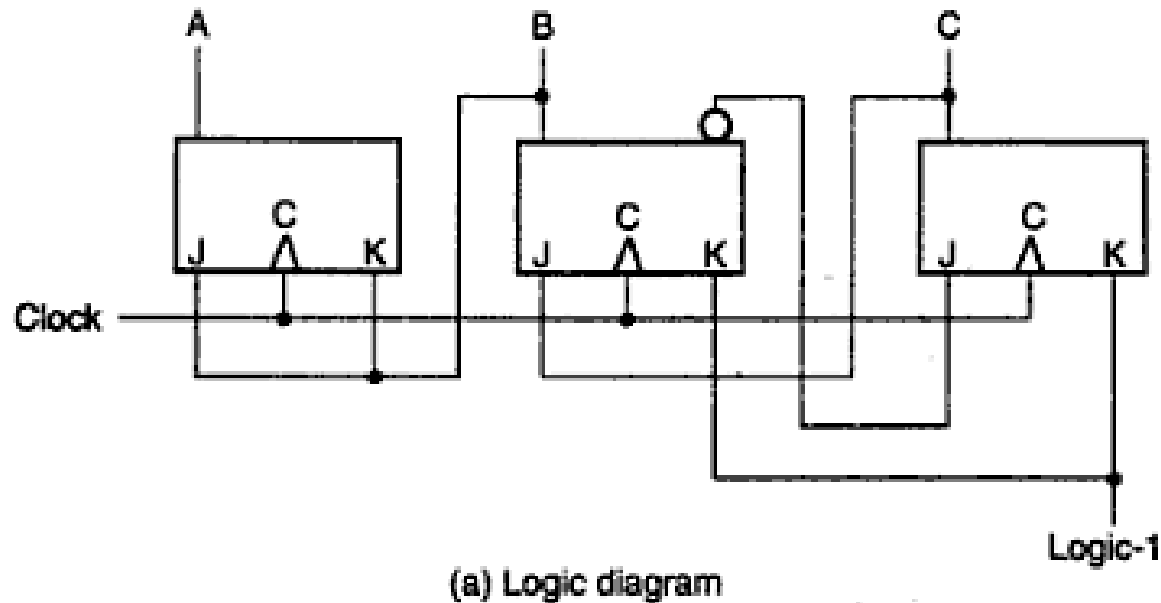 A B C
C C C
J K J K J K
Clock
Logic-1
(a) Logic diagram